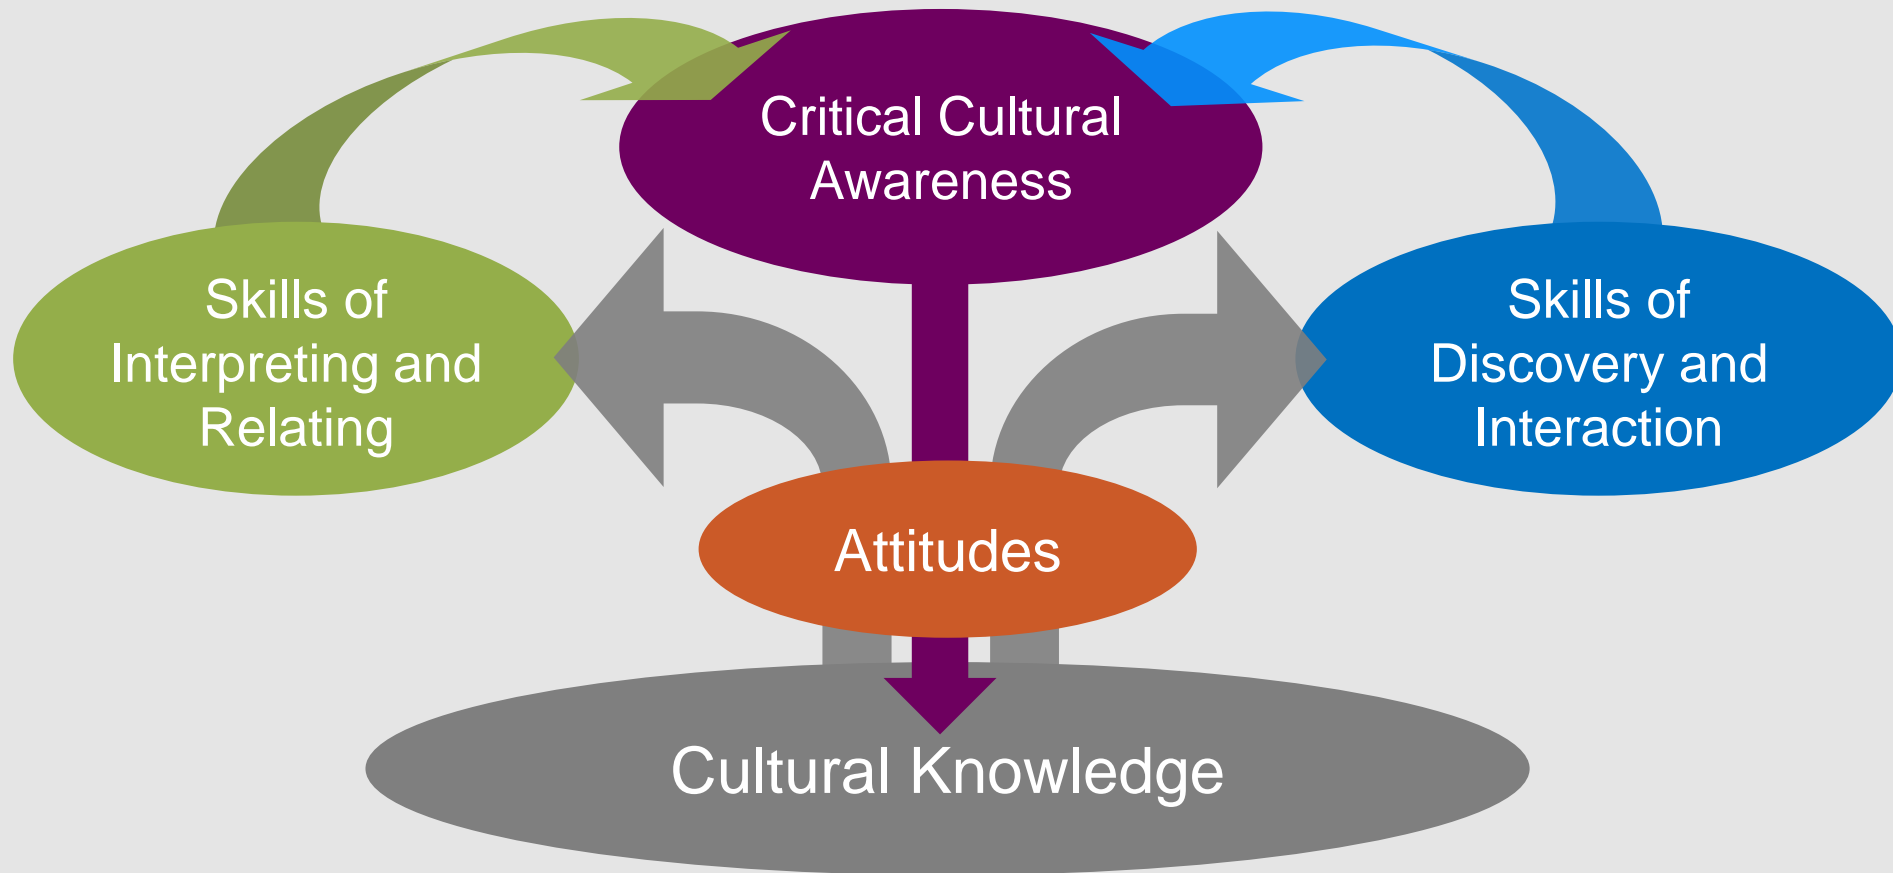 Critical Cultural
Awareness
Skills of
Interpreting and
Relating
Skills of
Discovery and
Interaction
Attitudes
Cultural Knowledge